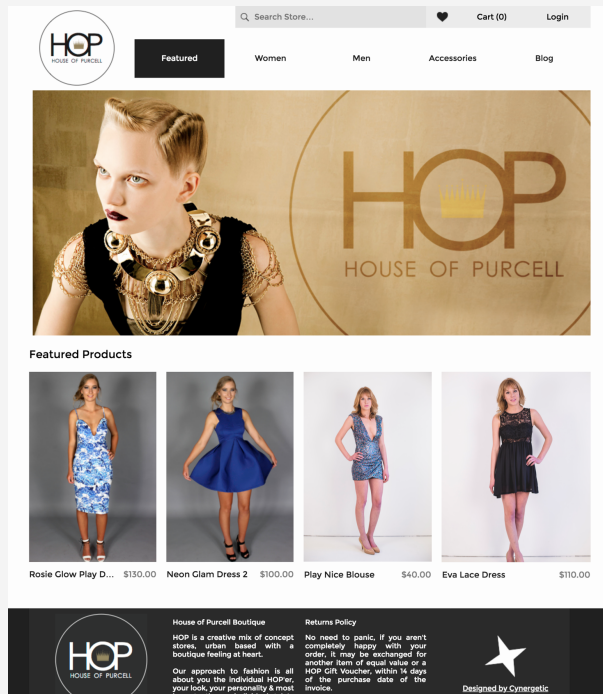 HOP
HOUSE OF PURCELL
Search Store...
Cart (0)
Login
Featured
Women
Men
Accessories
Blog
HOP
HOUSE OF PURCELL
Featured Products
Rosie Glow Play D... $130.00
Neon Glam Dress 2 $100.00
Play Nice Blouse $40.00
Eva Lace Dress $110.00
HOP
HOUSE OF PURCELL
House of Purcell Boutique
HOP is a creative mix of concept
stores, urban based with a
boutique feeling at heart.
Our approach to fashion is all
about you the individual HOP'er,
your look, your personality & most
Returns Policy
No need to panic, if you aren't
completely happy with your
order, it may be exchanged for
another item of equal value or a
HOP Gift Voucher, within 14 days
of the purchase date of the
invoice.
Designed by Cynergetic